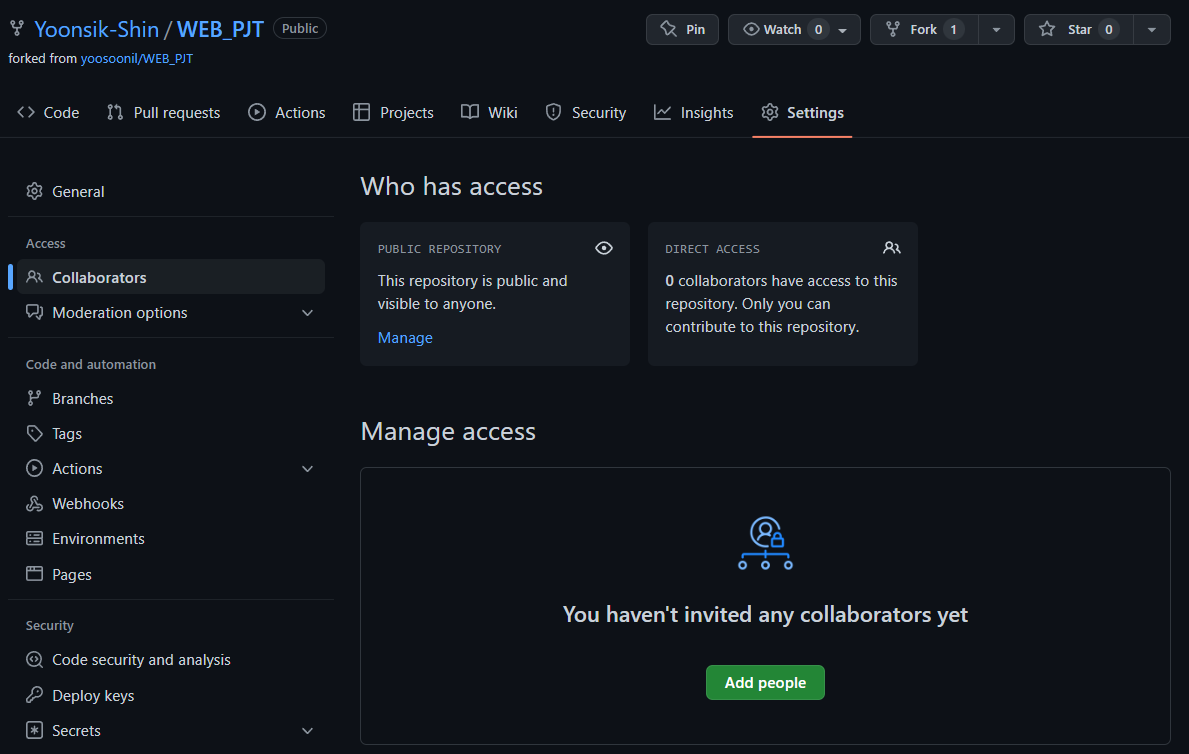 Yoonsik-Shin / WEB_PJT Public
Pin
Watch 0
Fork 1
Star 0
forked from yoosoonil/WEB_PJT
Code
Pull requests
Actions
Projects
Wiki
Security
Insights
Settings
General
Access
Collaborators
Moderation options
Code and automation
Branches
Tags
Actions
Webhooks
Environments
Pages
Security
Code security and analysis
Deploy keys
Secrets
Who has access
PUBLIC REPOSITORY
This repository is public and
visible to anyone.
Manage
DIRECT ACCESS
0 collaborators have access to this
repository. Only you can
contribute to this repository.
Manage access
You haven't invited any collaborators yet
Add people